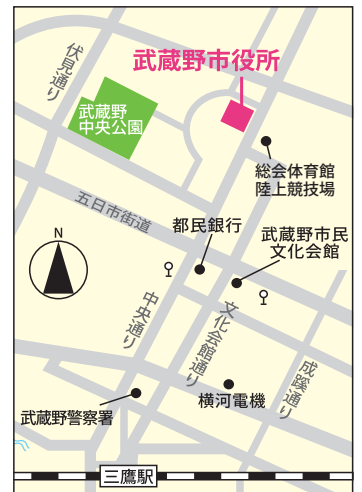 武蔵野市役所
伏見通り
武蔵野
中央公園
総会体育館
陸上競技場
五日市街道
都民銀行
武蔵野市民
文化会館
N
中央通り
文化会館通り
成蹊通り
横河電機
武蔵野警察署
三鷹駅